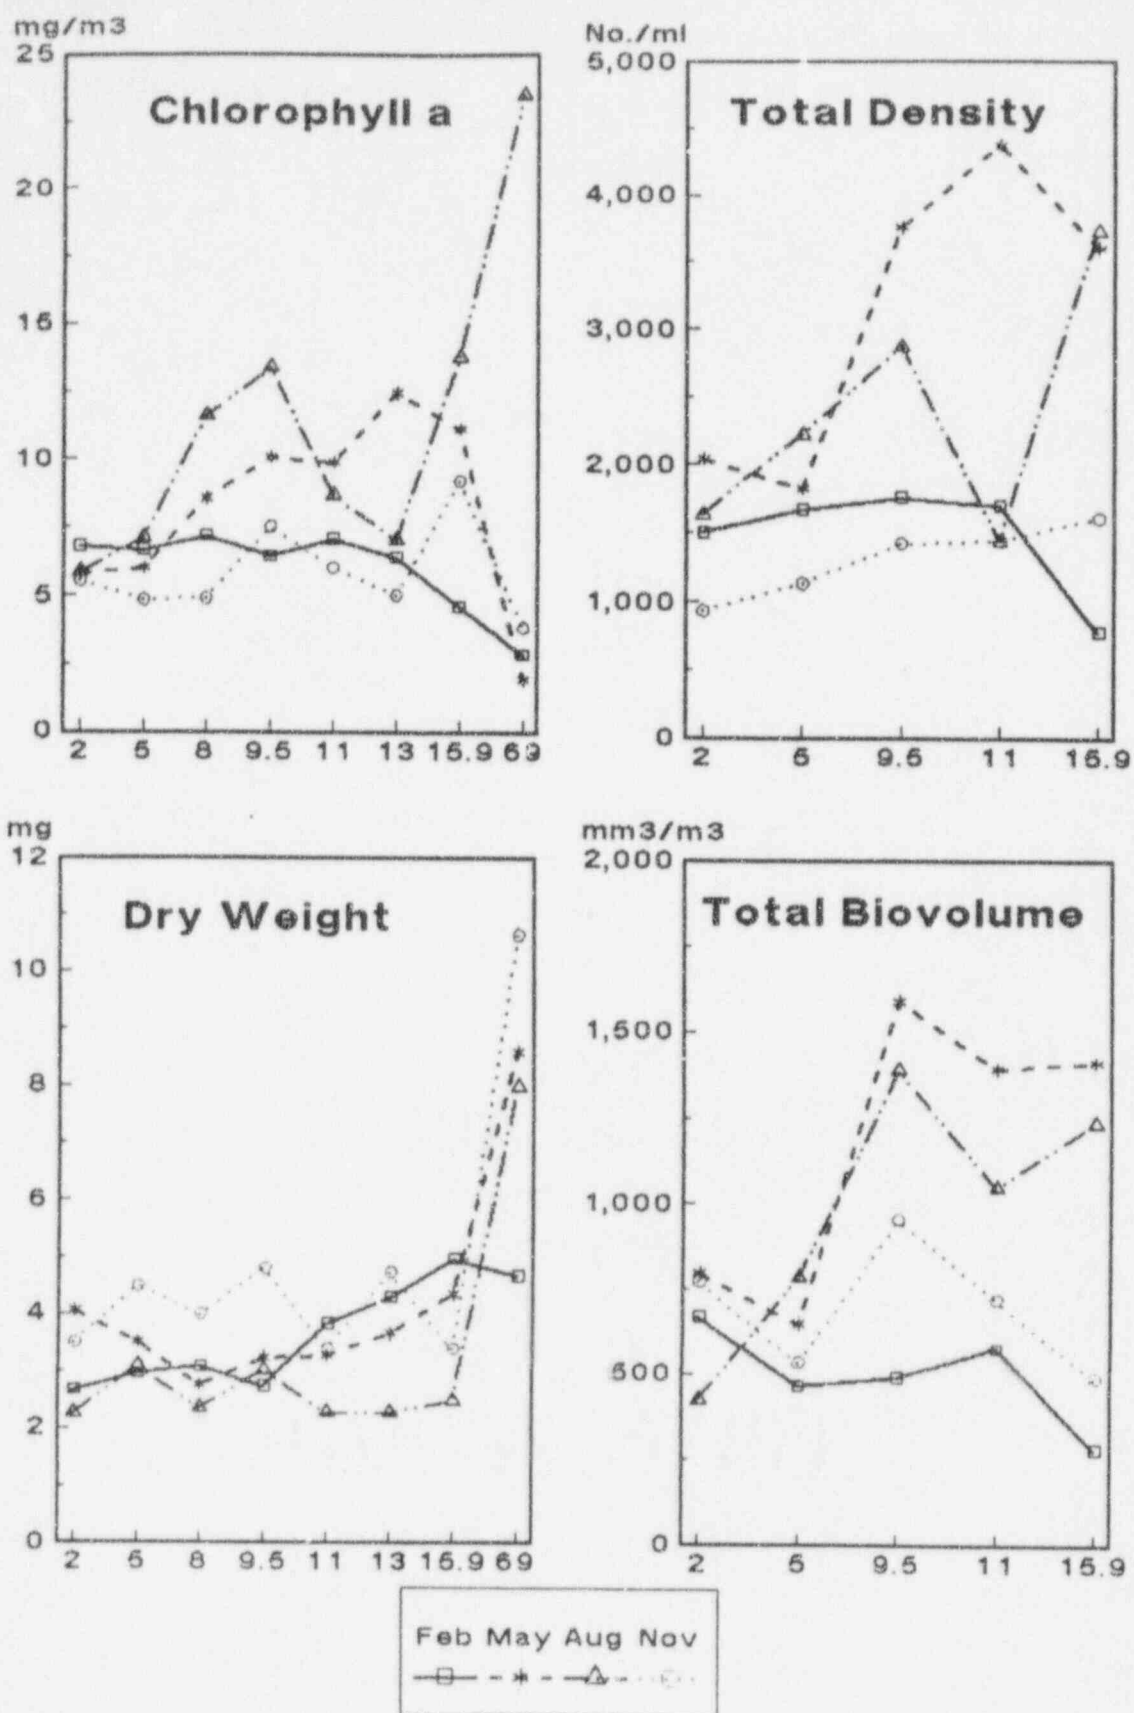 mg/m3
25
Chlorophyll a
20
15
10
5
0
2 5 8 9.5 11 13 15.9 69
No./ml
5,000
Total Density
4,000
3,000
2,000
1,000
0
2 5 9.5 11 15.9
mg
12
Dry Weight
10
8
6
4
2
0
2 5 8 9.5 11 13 15.9 69
mm3/m3
2,000
Total Biovolume
1,500
1,000
500
0
2 5 9.5 11 15.9
Feb May Aug Nov